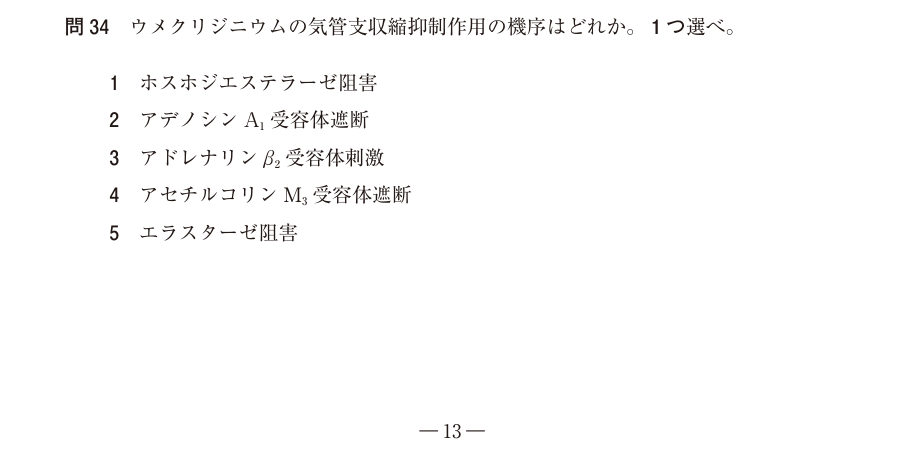 問 34 ウメクリジニウムの気管支収縮抑制作用の機序はどれか。1つ選べ。
1 ホスホジエステラーゼ阻害
2 アデノシン A₁ 受容体遮断
3 アドレナリン β₂ 受容体刺激
4 アセチルコリン M₃ 受容体遮断
5 エラスターゼ阻害
— 13 —